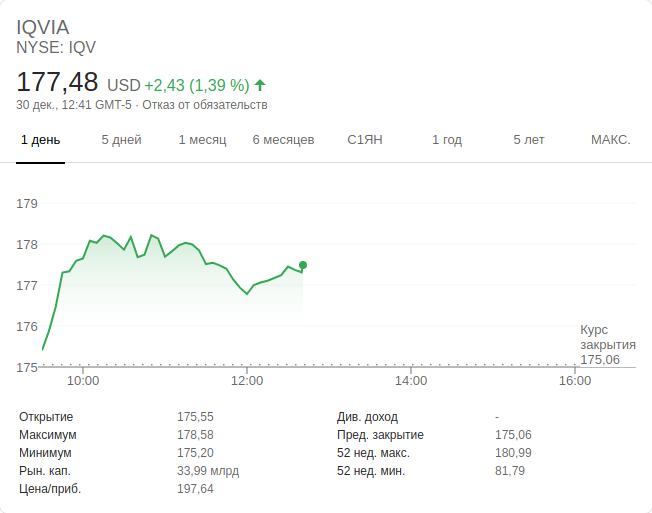 IQVIA
NYSE: IQV
177,48 USD +2,43 (1,39 %)
30 дек., 12:41 GMT-5 · Отказ от обязательств
1 день 5 дней 1 месяц 6 месяцев С1ЯН 1 год 5 лет МАКС.
179
178
177
176
Курс
закрытия
175,06
175
10:00 12:00 14:00 16:00
Открытие 175,55 Див. доход -
Максимум 178,58 Пред. закрытие 175,06
Минимум 175,20 52 нед. макс. 180,99
Рын. кап. 33,99 млрд 52 нед. мин. 81,79
Цена/приб. 197,64